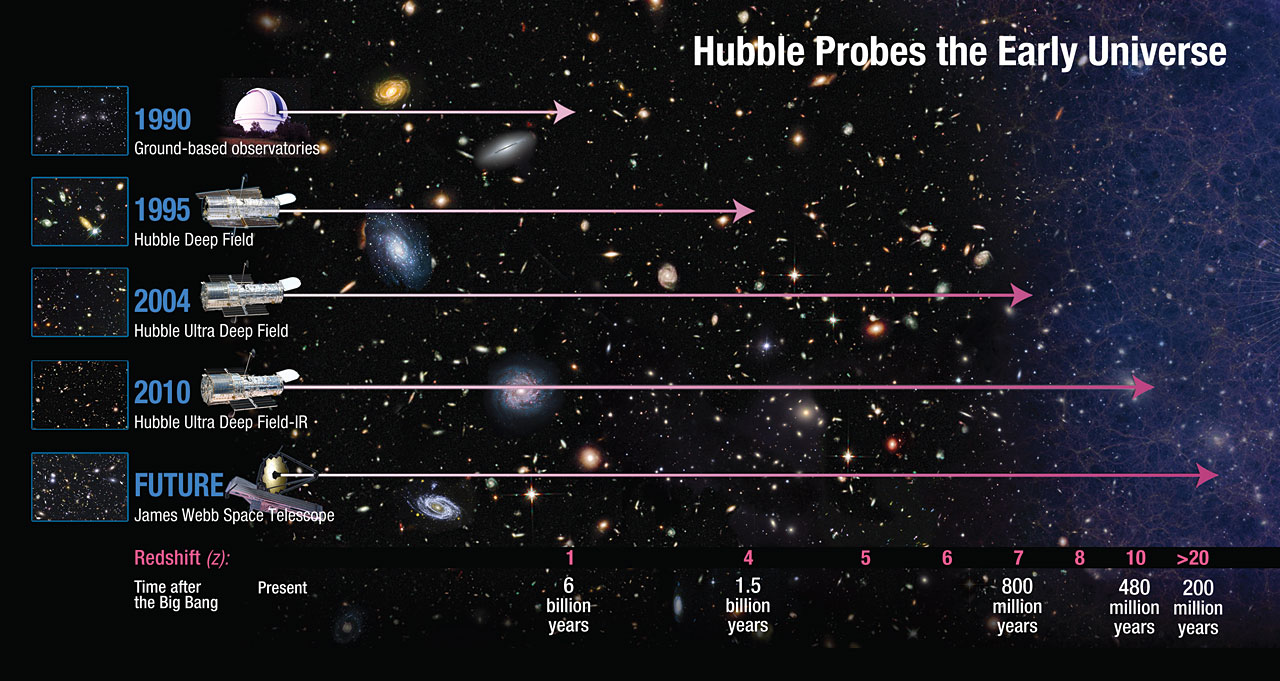 Hubble Probes the Early Universe
1990
Ground-based observatories
1995
Hubble Deep Field
2004
Hubble Ultra Deep Field
2010
Hubble Ultra Deep Field-IR
FUTURE
James Webb Space Telescope
Redshift (z): 1 4 5 6 7 8 10 >20
Time after
the Big Bang
Present
6
billion
years
1.5
billion
years
800
million
years
480
million
years
200
million
years